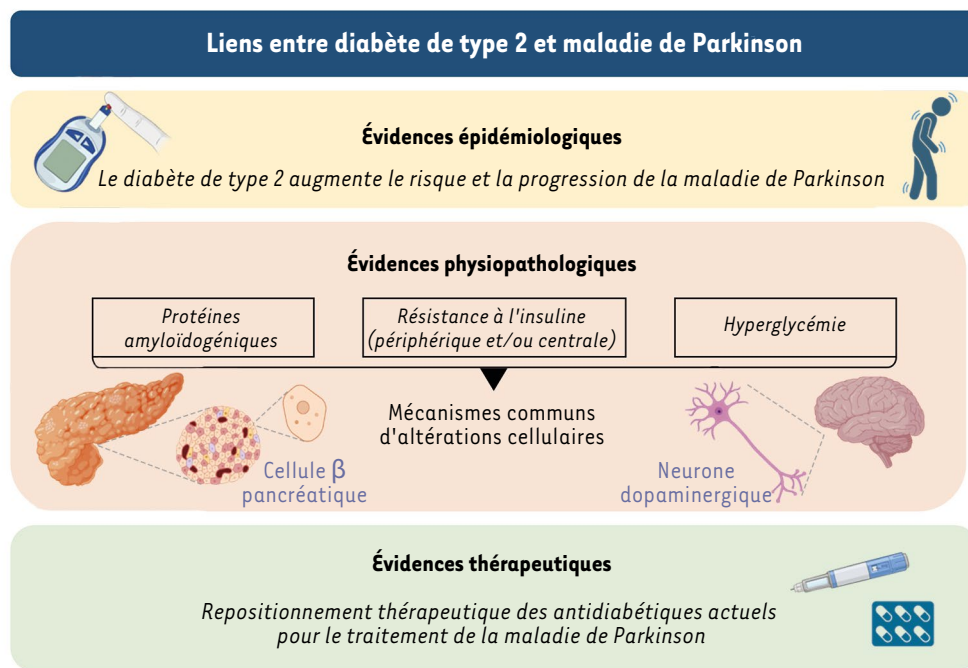 Liens entre diabète de type 2 et maladie de Parkinson
Évidences épidémiologiques
Le diabète de type 2 augmente le risque et la progression de la maladie de Parkinson
Évidences physiopathologiques
Protéines
amyloïdogéniques
Résistance à l'insuline
(périphérique et/ou centrale)
Hyperglycémie
Mécanismes communs
d'altérations cellulaires
Cellule β
pancréatique
Neurone
dopaminergique
Évidences thérapeutiques
Repositionnement thérapeutique des antidiabétiques actuels
pour le traitement de la maladie de Parkinson